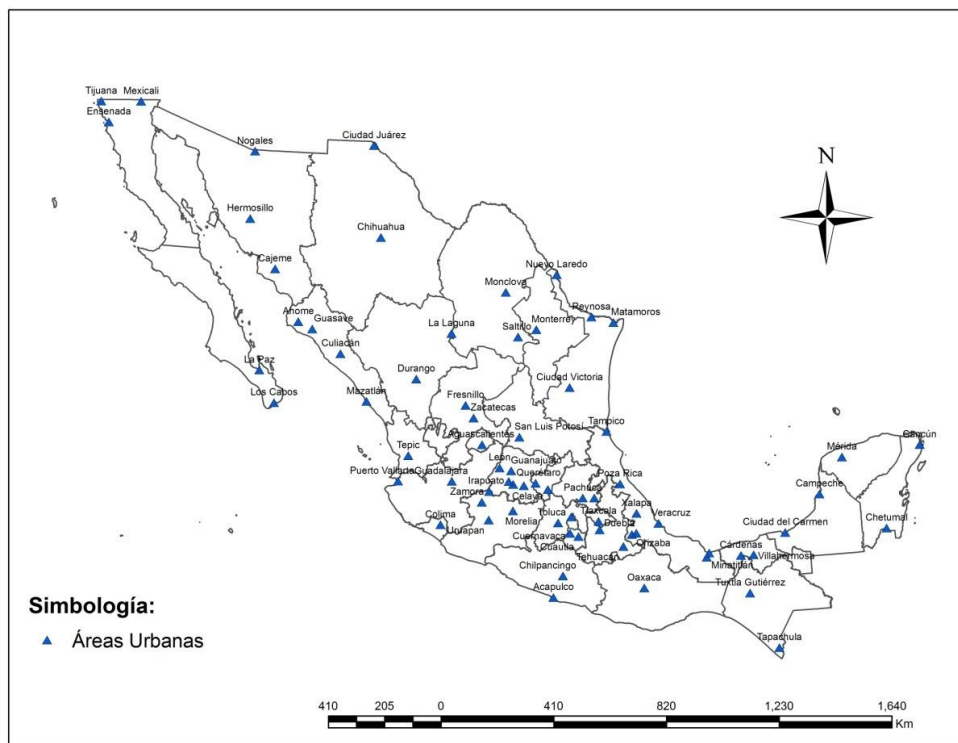 Tijuana
Mexicali
Ensenada
Nogales
Ciudad Juárez
N
Hermosillo
Chihuahua
Cajeme
Nuevo Laredo
Monclova
Reynosa
Matamoros
Ahome
Guasave
La Laguna
Saltillo
Monterrey
Culiacán
La Paz
Durango
Ciudad Victoria
Los Cabos
Mazatlán
Fresnillo
Zacatecas
Tampico
Aguascalientes
San Luis Potosí
Cancún
Tepic
Mérida
León
Guanajuato
Puerto Vallarta
Guadalajara
Querétaro
Poza Rica
Irapuato
Zamora
Celaya
Pachuca
Campeche
Xalapa
Colima
Uruapan
Morelia
Toluca
Tlaxcala
Veracruz
Puebla
Ciudad del Carmen
Chetumal
Cuernavaca
Cuautla
Orizaba
Tehuacán
Cárdenas
Villahermosa
Minatitlán
Chilpancingo
Acapulco
Oaxaca
Tuxtla Gutiérrez
Tapachula
Simbología:
Áreas Urbanas
410 205 0 410 820 1,230 1,640
Km